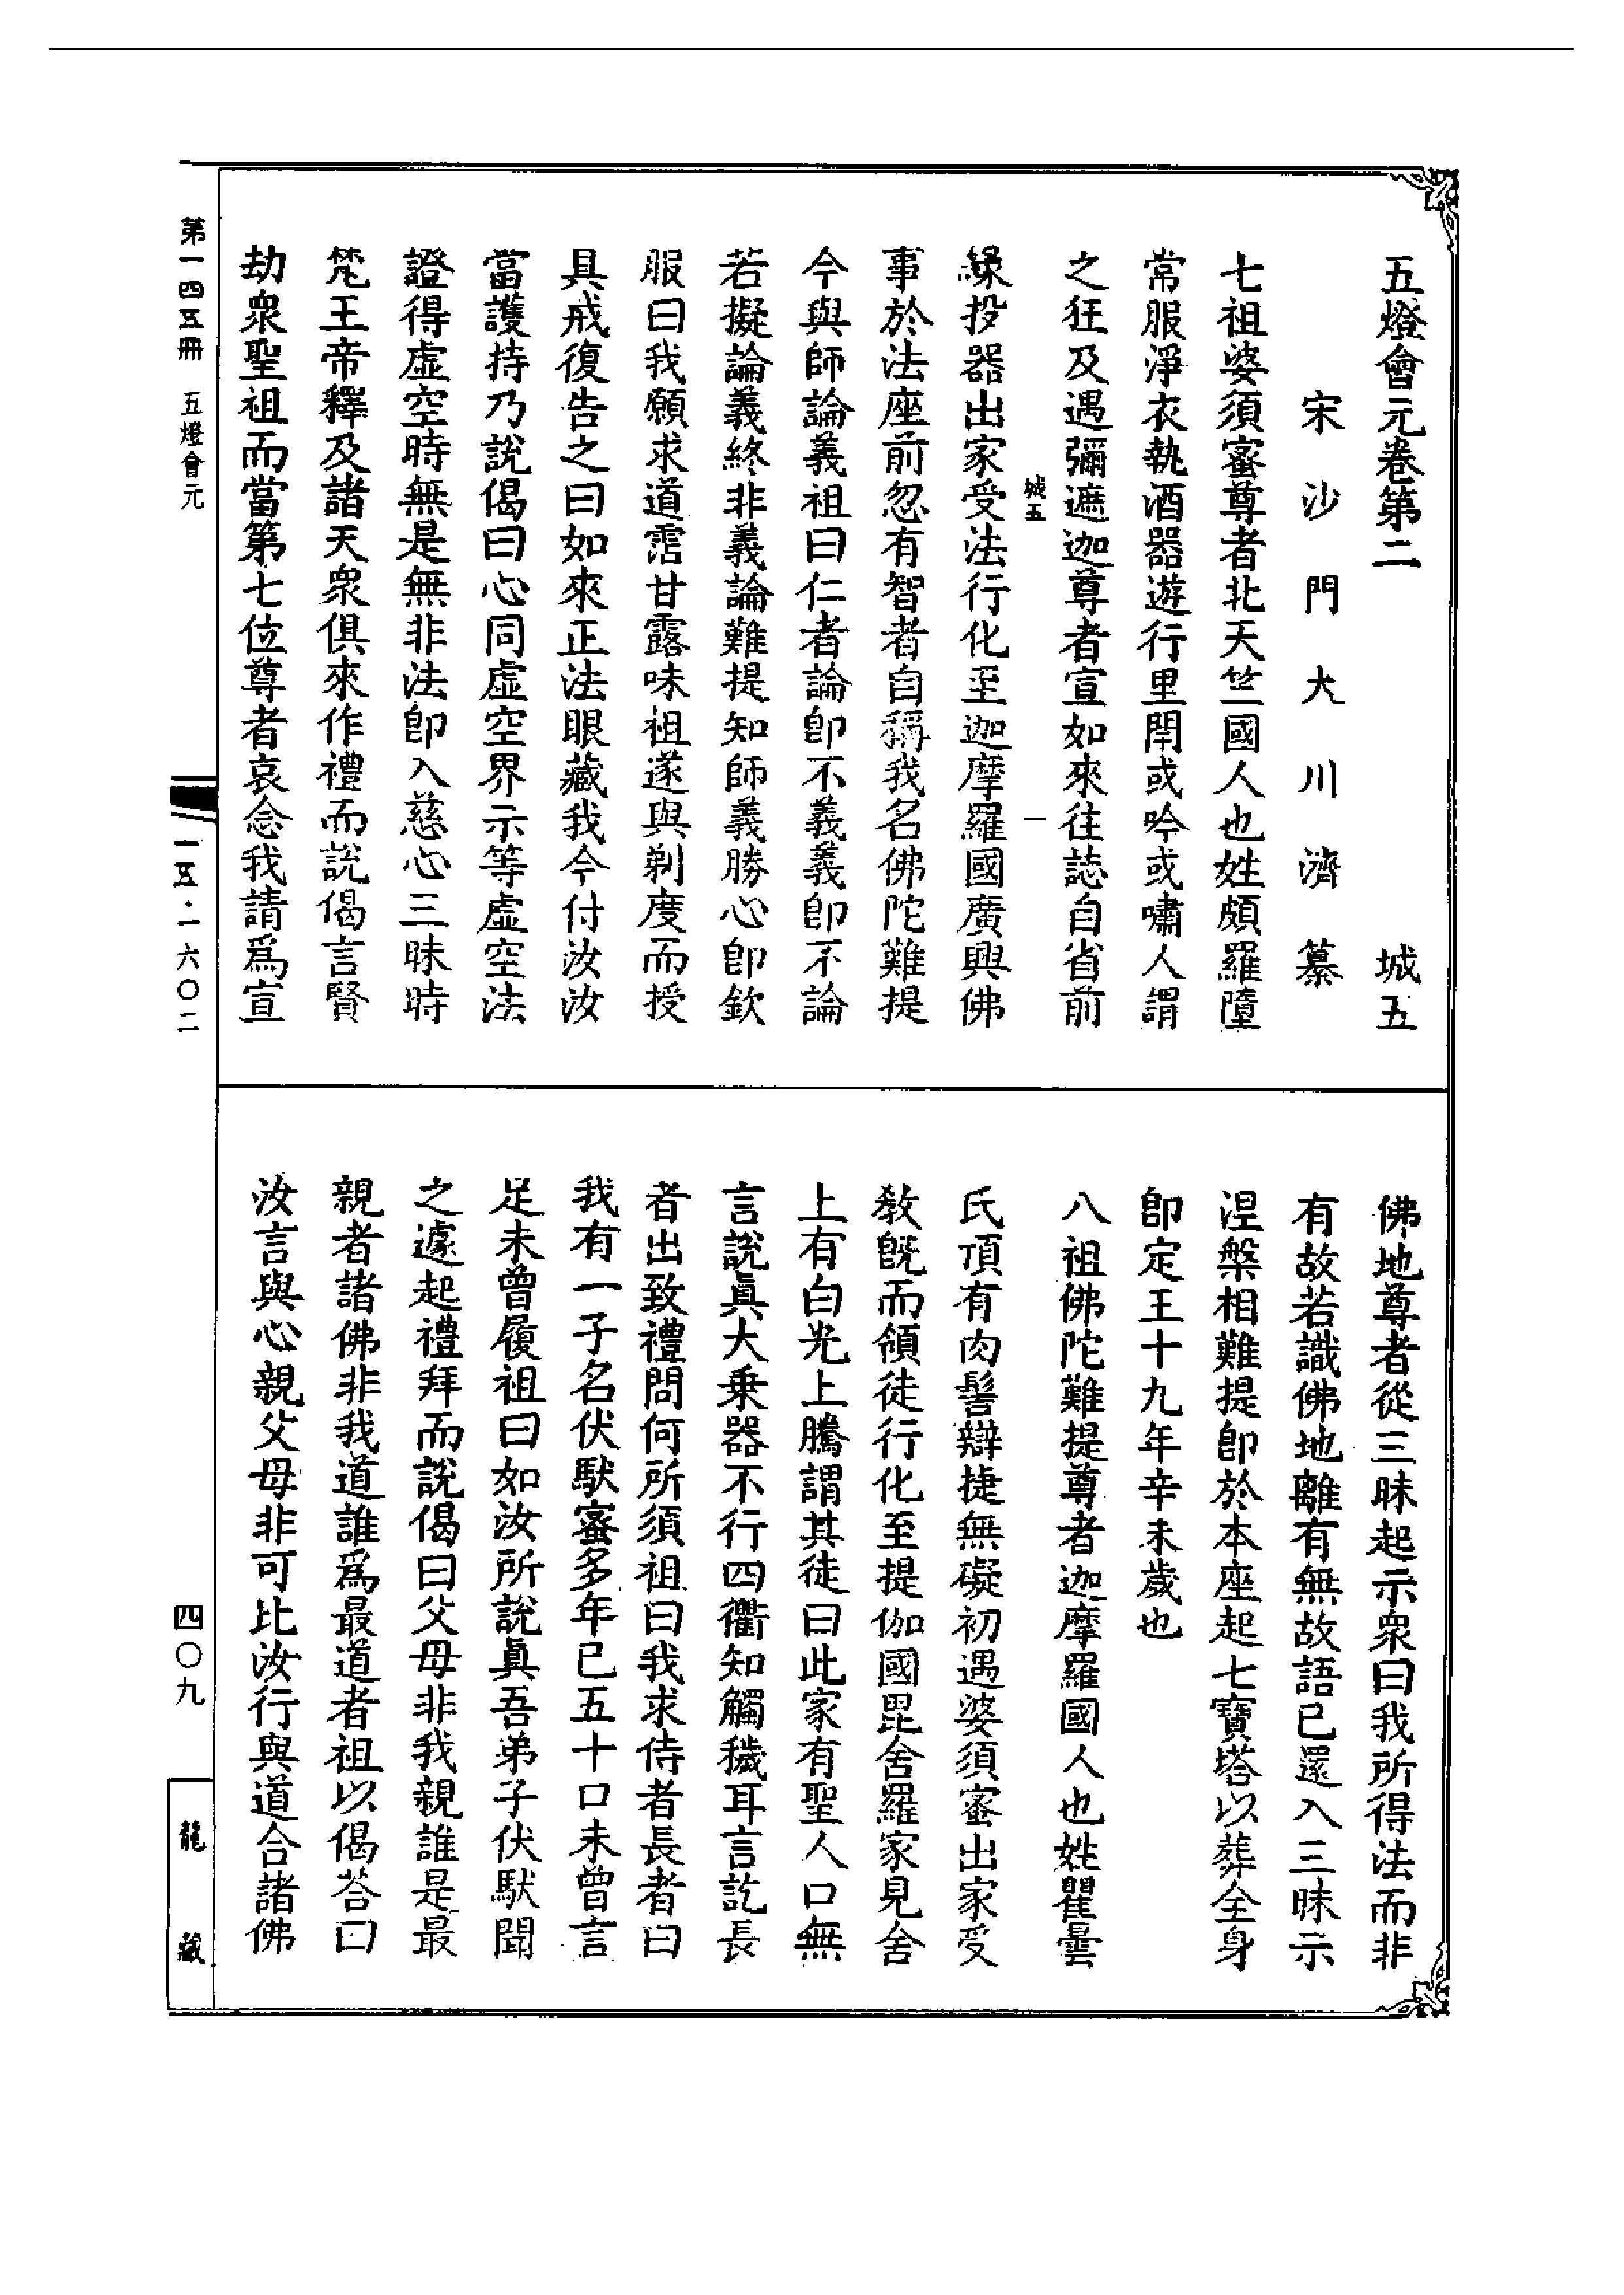 五燈會元卷第二　城五
宋沙門大川濟纂
七祖婆須蜜尊者北天竺國人也姓頗羅墮
常服淨衣執酒器遊行里閈或吟或嘯人謂
之狂及遇彌遮迦尊者宣如來往誌自省前
城五　一
緣投器出家受法行化至迦摩羅國廣興佛
事於法座前忽有智者自稱我名佛陀難提
今與師論義祖曰仁者論卽不義義卽不論
若擬論義終非義論難提知師義勝心卽欽
服曰我願求道霑甘露味祖遂與剃度而授
具戒復告之曰如來正法眼藏我今付汝汝
當護持乃說偈曰心同虛空界示等虛空法
證得虛空時無是無非法卽入慈心三昧時
梵王帝釋及諸天衆俱來作禮而說偈言賢
劫衆聖祖而當第七位尊者哀念我請爲宣
佛地尊者從三昧起示衆曰我所得法而非
有故若識佛地離有無故語已還入三昧示
涅槃相難提卽於本座起七寶塔以葬全身
卽定王十九年辛未歲也
八祖佛陀難提尊者迦摩羅國人也姓瞿曇
氏頂有肉髻辯捷無礙初遇婆須蜜出家受
敎旣而領徒行化至提伽國毘舍羅家見舍
上有白光上騰謂其徒曰此家有聖人口無
言說眞大乗器不行四衢知觸穢耳言訖長
者出致禮問何所須祖曰我求侍者長者曰
我有一子名伏馱蜜多年已五十口未曾言
足未曾履祖曰如汝所說眞吾弟子伏馱聞
之遽起禮拜而說偈曰父母非我親誰是最
親者諸佛非我道誰爲最道者祖以偈荅曰
汝言與心親父母非可比汝行與道合諸佛
第一四五冊　五燈會元
一五·一六〇二
四〇九
龍藏